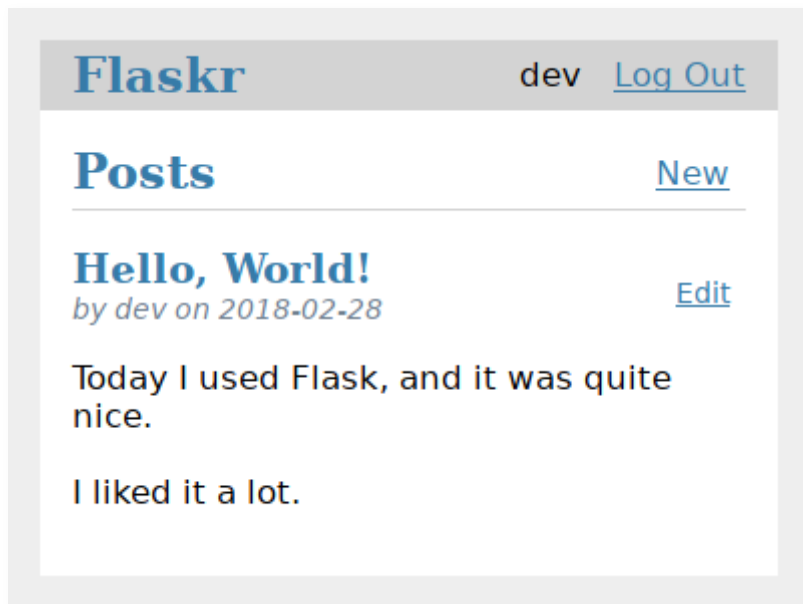 Flaskr dev Log Out
Posts New
Hello, World!
by dev on 2018-02-28
Edit
Today I used Flask, and it was quite
nice.
I liked it a lot.